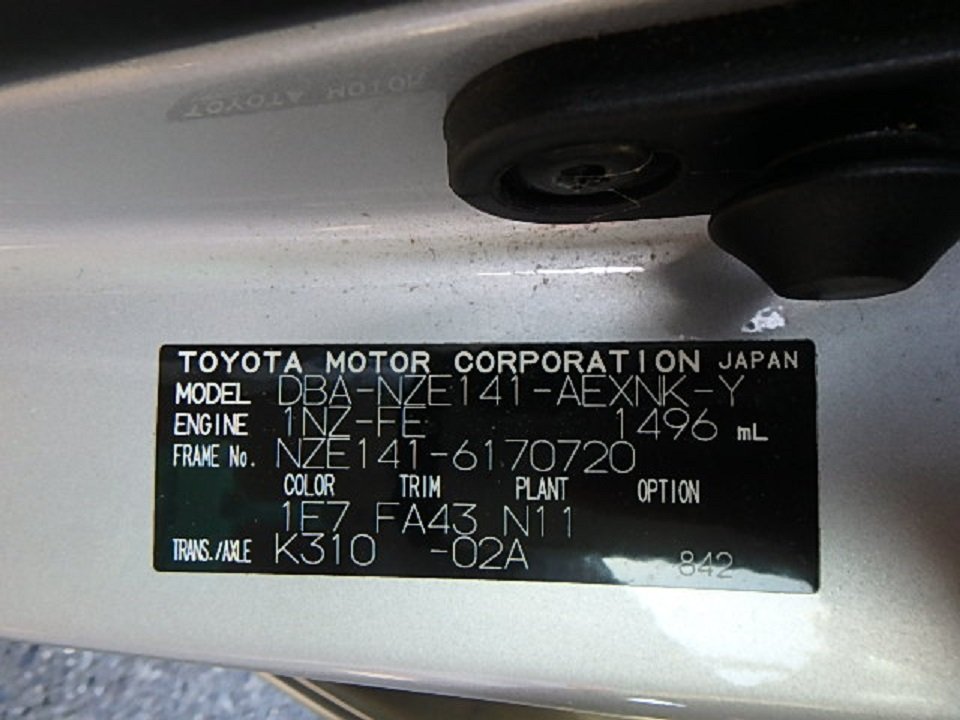 TOYOTA MOTOR CORPORATION JAPAN
MODEL DBA-NZE141-AEXNK-Y
ENGINE 1NZ-FE 1496 mL
FRAME No. NZE141-6170720
COLOR TRIM PLANT OPTION
1E7 FA43 N11
TRANS./AXLE K310 -02A 842